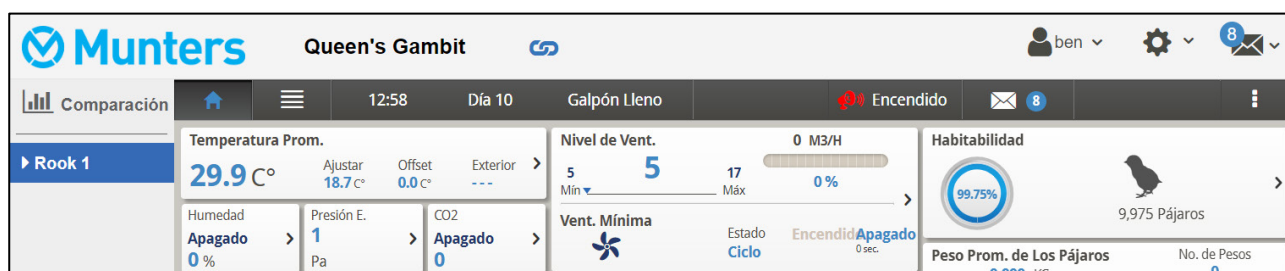 Munters
Queen's Gambit
ben
8
Comparación
12:58
Día 10
Galpón Lleno
Encendido
8
Rook 1
Temperatura Prom.
29.9 C°
Ajustar
18.7 C°
Offset
0.0 C°
Exterior
---
Humedad
Apagado
0 %
Presión E.
1
Pa
CO2
Apagado
0
Nivel de Vent.
0 M3/H
5
Mín
5
17
Máx
0 %
Vent. Mínima
Estado
Ciclo
Encendido
Apagado
0 sec.
Habitabilidad
99.75%
9,975 Pájaros
Peso Prom. de Los Pájaros
No. de Pesos